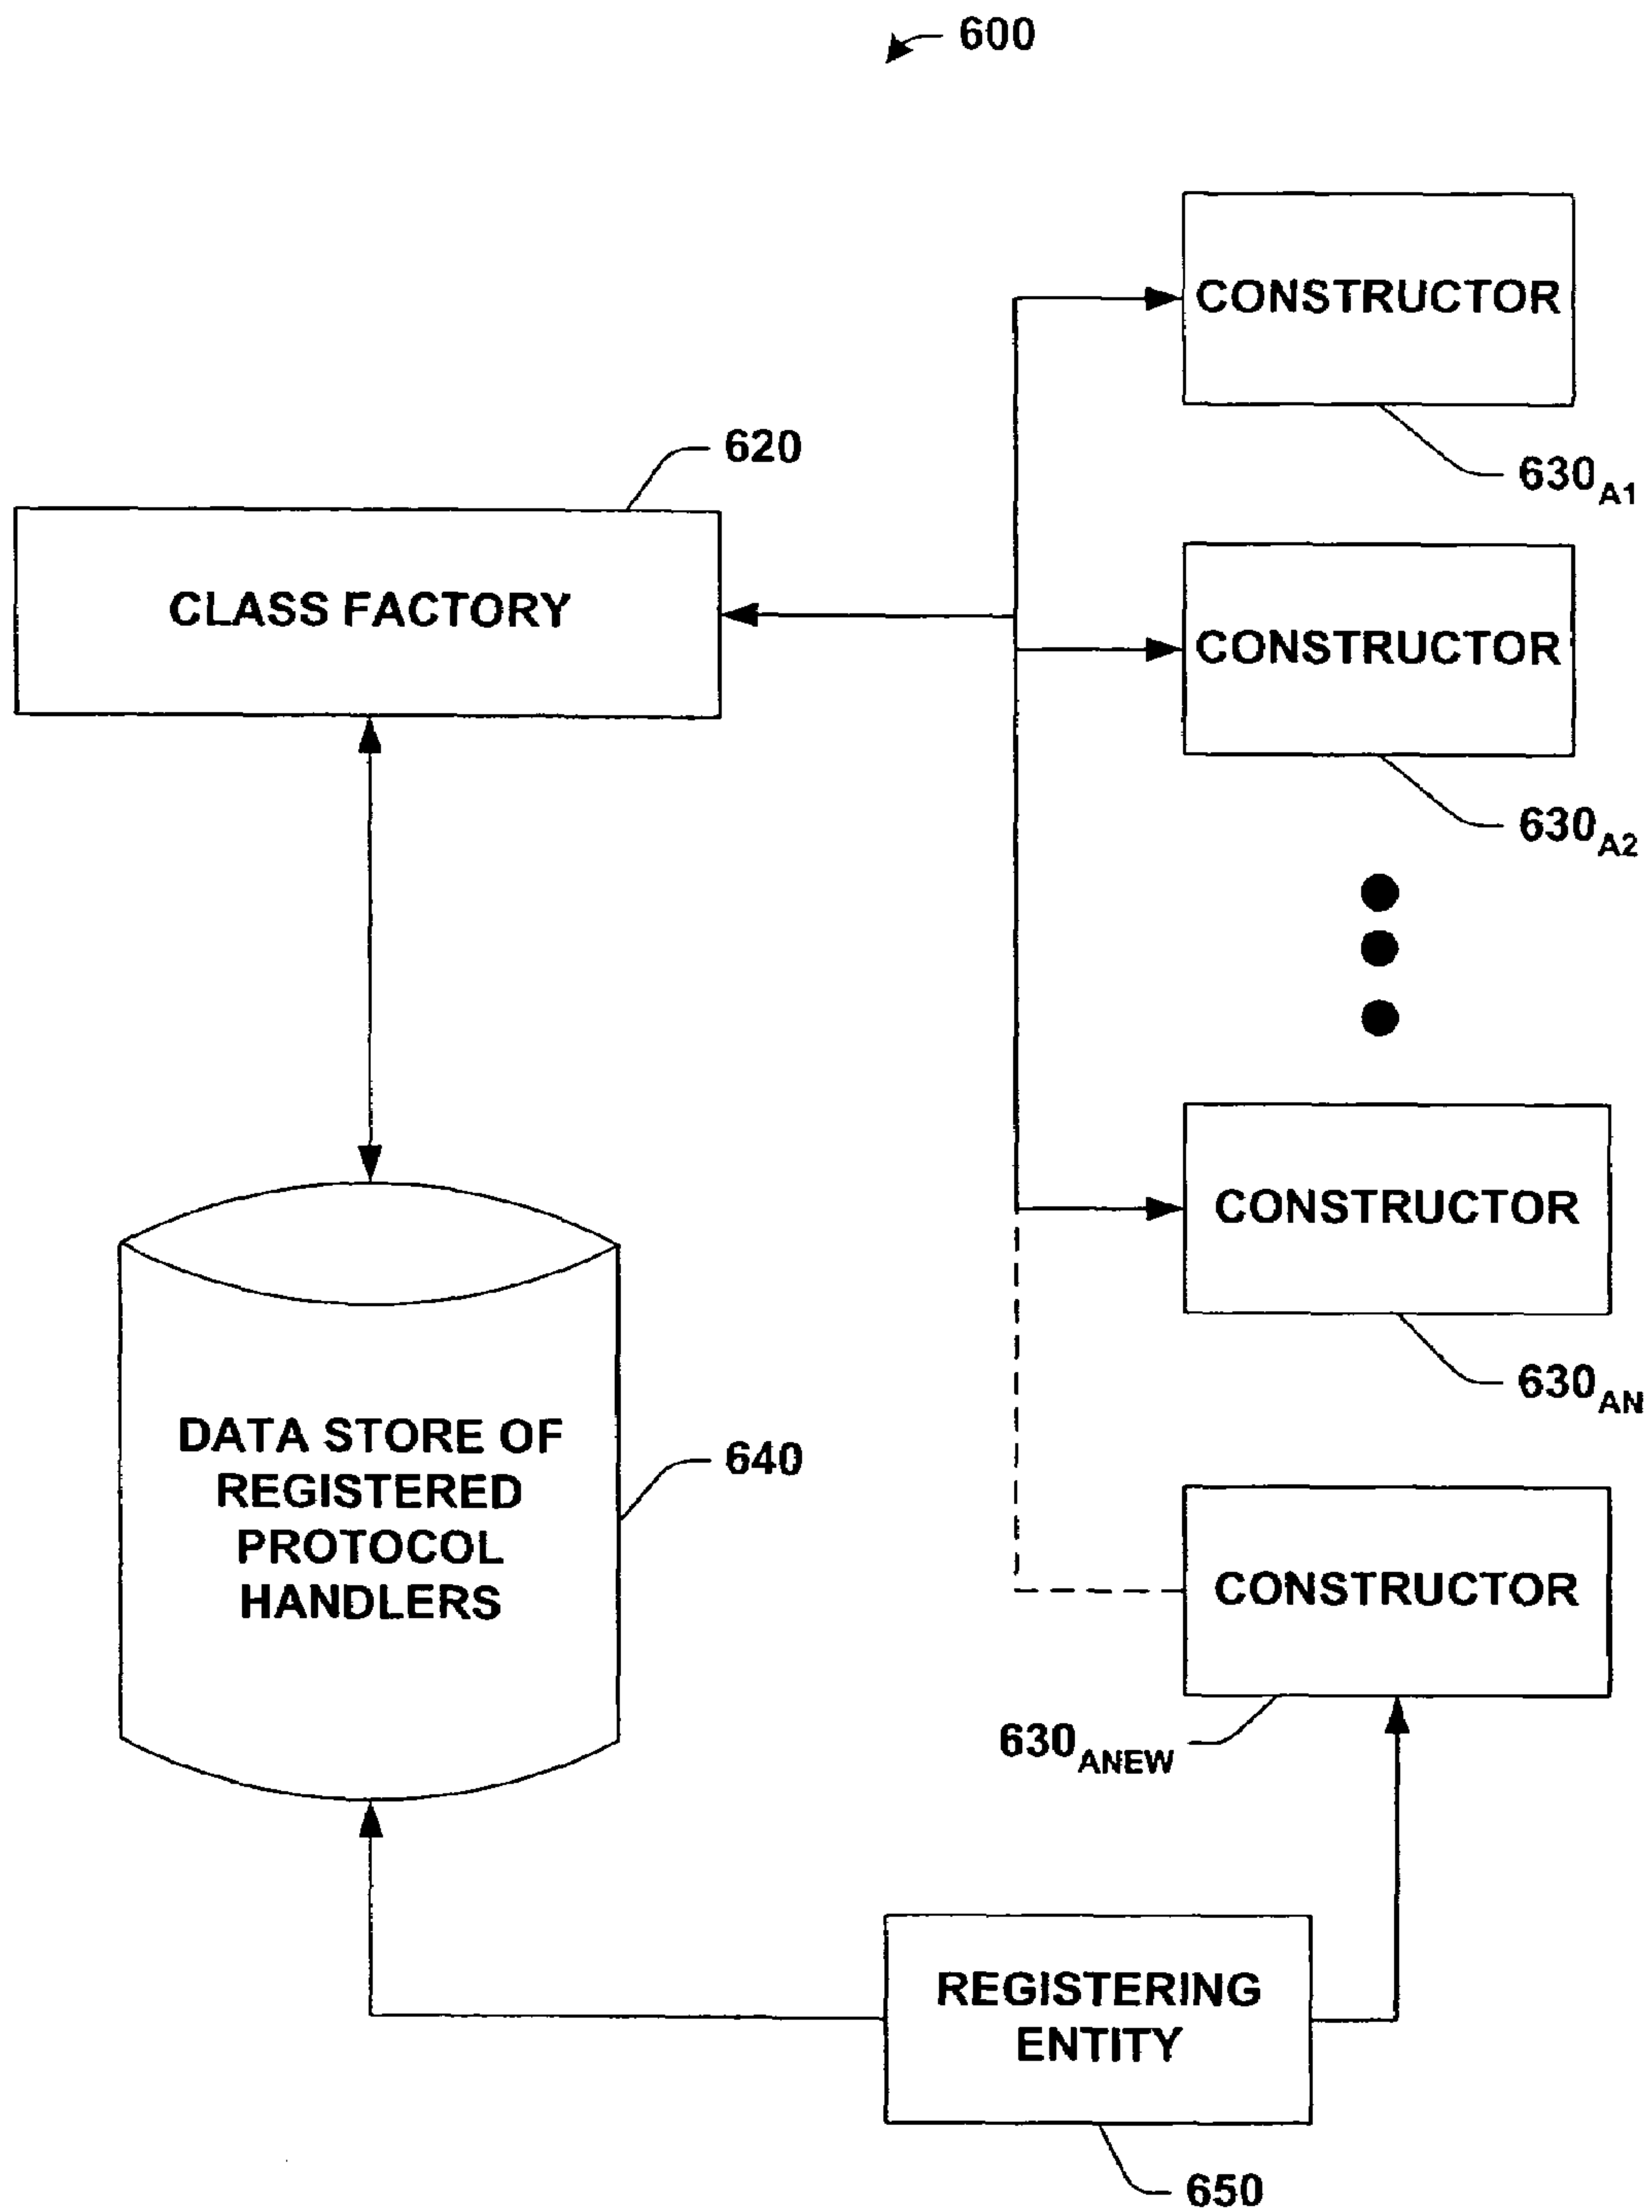 600
CONSTRUCTOR
630A1
620
CLASS FACTORY
CONSTRUCTOR
630A2
CONSTRUCTOR
630AN
DATA STORE OF
REGISTERED
PROTOCOL
HANDLERS
640
CONSTRUCTOR
630ANEW
REGISTERING
ENTITY
650